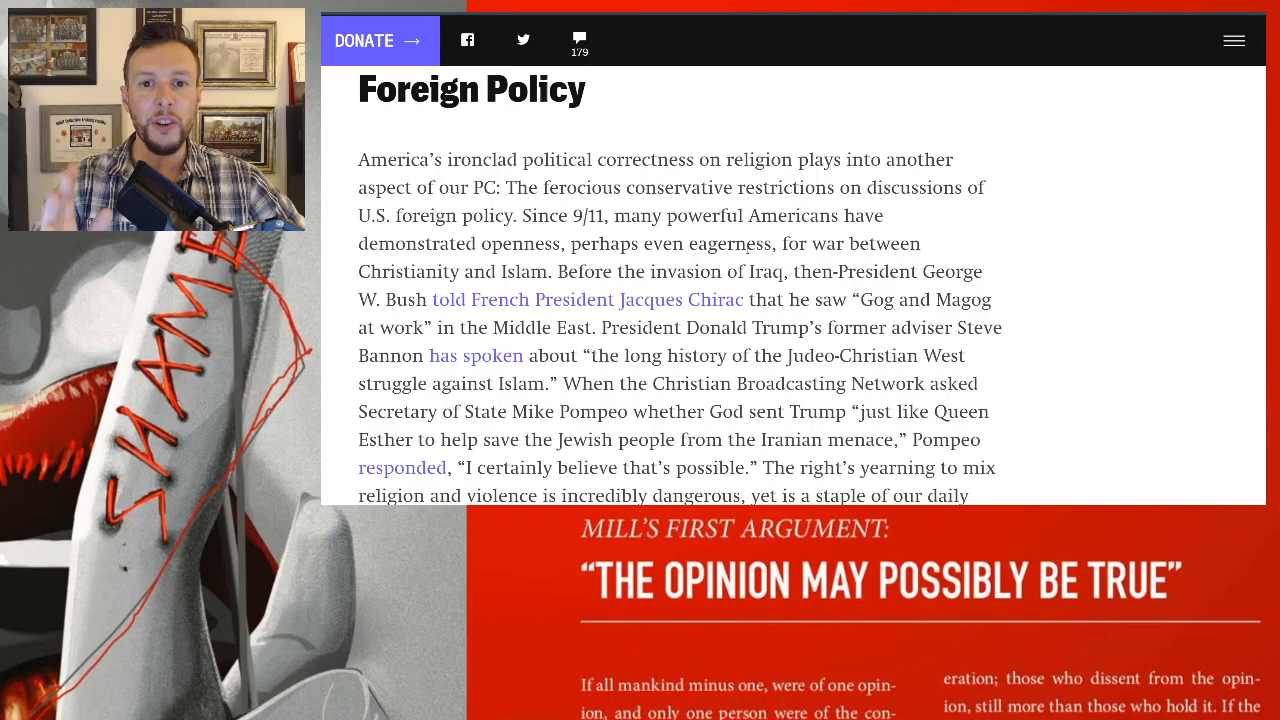 DONATE →
179
Foreign Policy
America’s ironclad political correctness on religion plays into another
aspect of our PC: The ferocious conservative restrictions on discussions of
U.S. foreign policy. Since 9/11, many powerful Americans have
demonstrated openness, perhaps even eagerness, for war between
Christianity and Islam. Before the invasion of Iraq, then-President George
W. Bush told French President Jacques Chirac that he saw “Gog and Magog
at work” in the Middle East. President Donald Trump’s former adviser Steve
Bannon has spoken about “the long history of the Judeo-Christian West
struggle against Islam.” When the Christian Broadcasting Network asked
Secretary of State Mike Pompeo whether God sent Trump “just like Queen
Esther to help save the Jewish people from the Iranian menace,” Pompeo
responded, “I certainly believe that’s possible.” The right’s yearning to mix
religion and violence is incredibly dangerous, yet is a staple of our daily
SHAME
MILL’S FIRST ARGUMENT:
“THE OPINION MAY POSSIBLY BE TRUE”
If all mankind minus one, were of one opin-
ion, and only one person were of the con-
eration; those who dissent from the opin-
ion, still more than those who hold it. If the